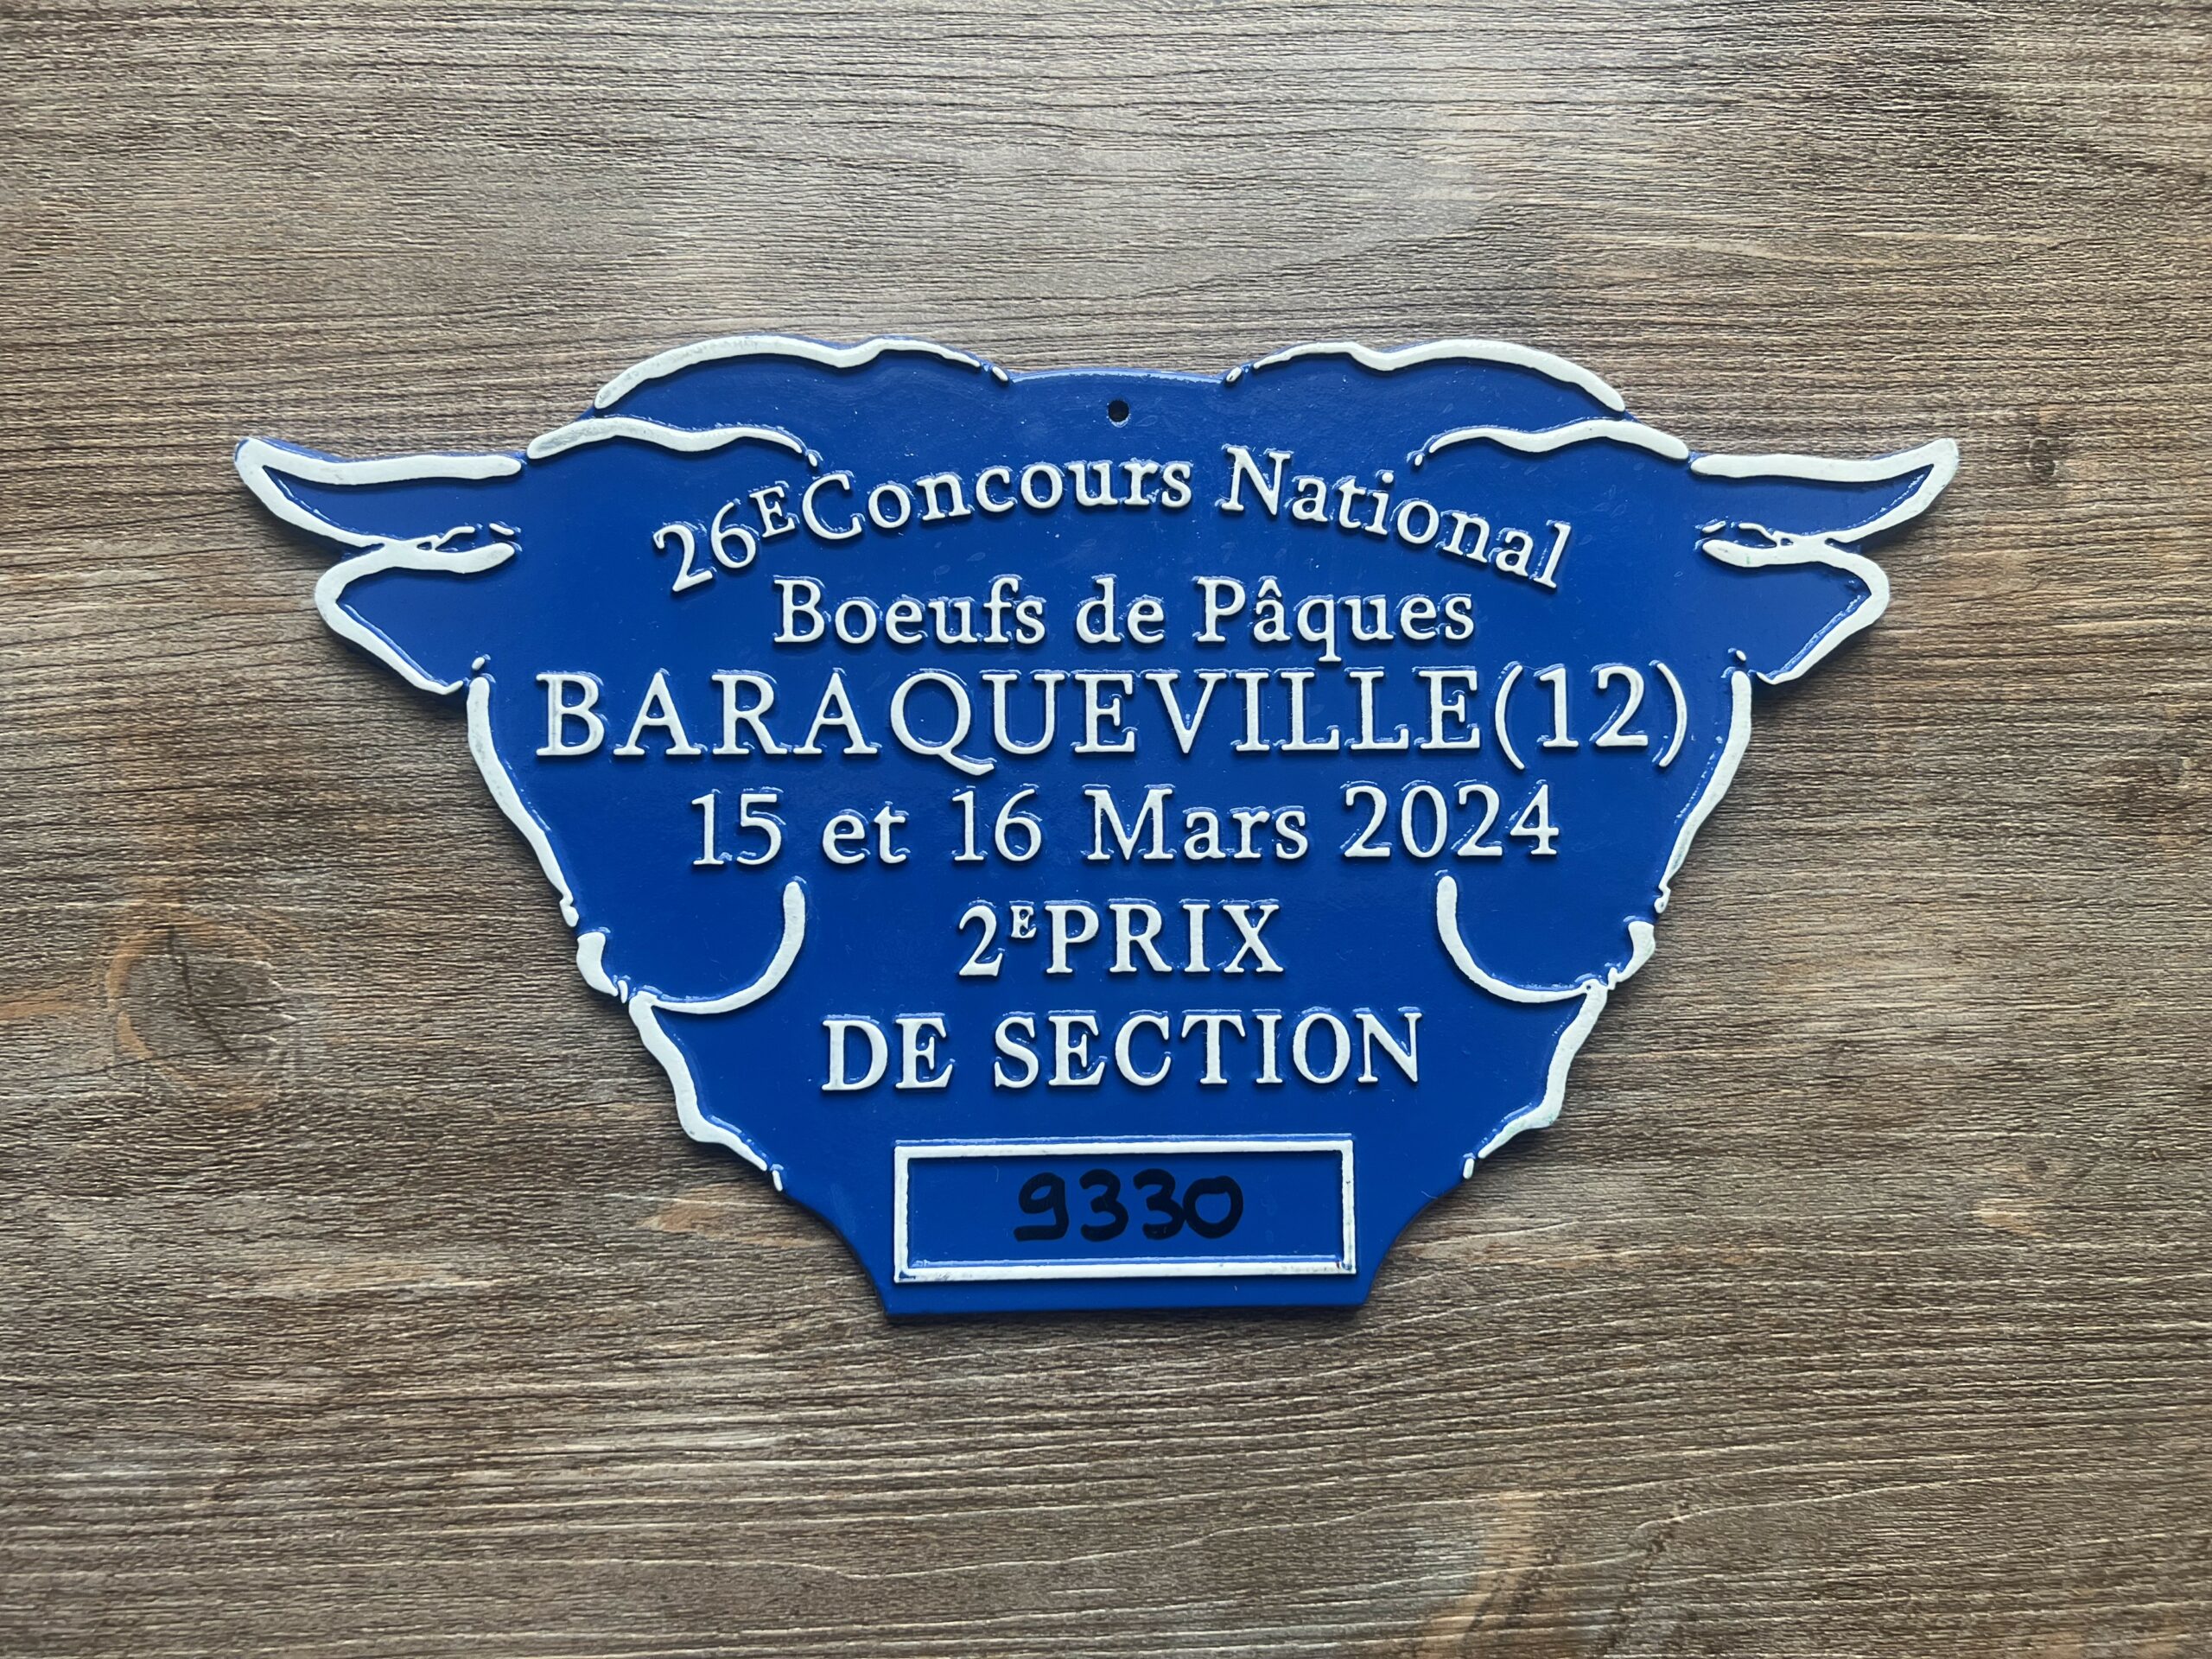 26E Concours National
Boeufs de Pâques
BARAQUEVILLE (12)
15 et 16 Mars 2024
2E PRIX
DE SECTION
9330